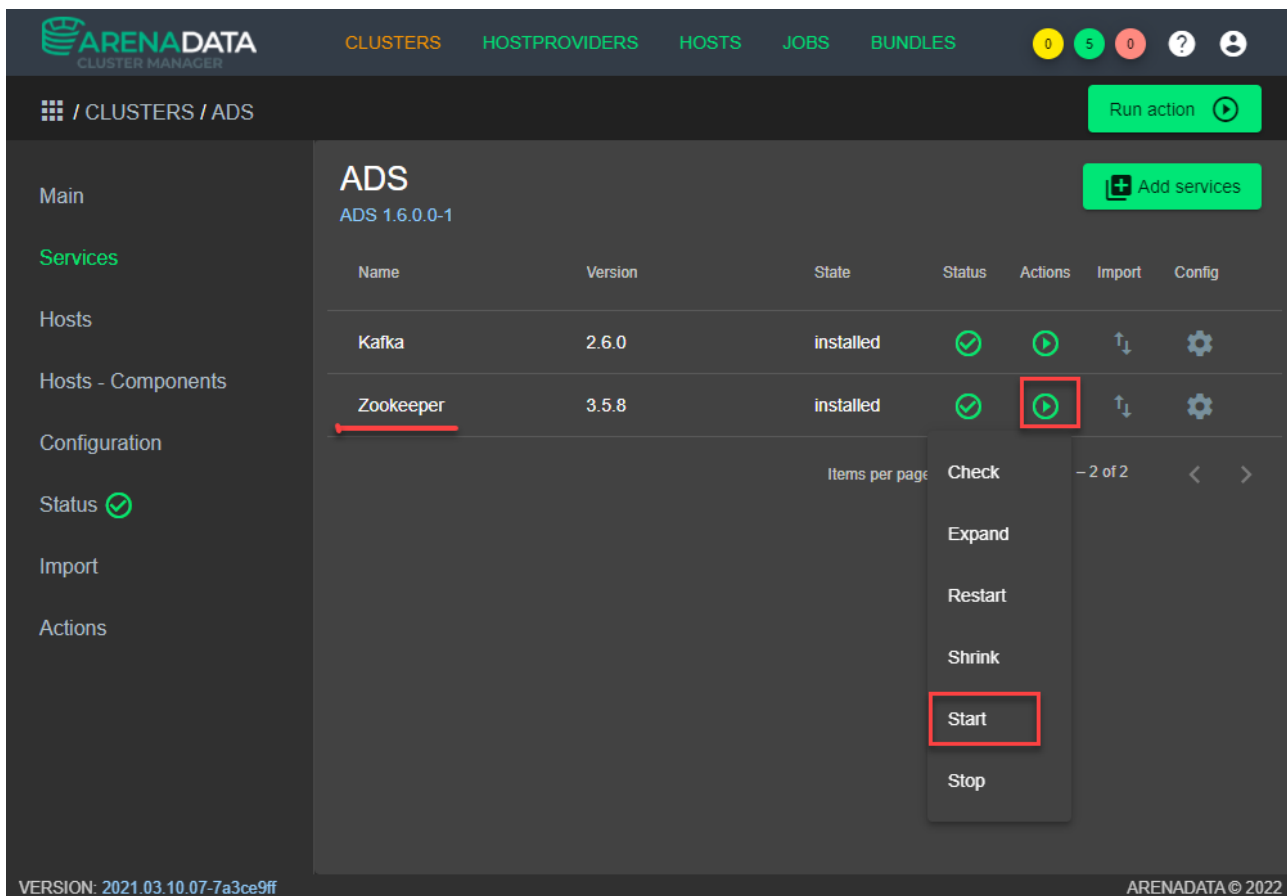 ARENADATA
CLUSTER MANAGER
CLUSTERS HOSTPROVIDERS HOSTS JOBS BUNDLES 0 5 0 ?
/ CLUSTERS / ADS Run action
Main
Services
Hosts
Hosts - Components
Configuration
Status
Import
Actions
ADS
ADS 1.6.0.0-1
Add services
Name Version State Status Actions Import Config
Kafka 2.6.0 installed
Zookeeper 3.5.8 installed
Items per page – 2 of 2
Check
Expand
Restart
Shrink
Start
Stop
VERSION: 2021.03.10.07-7a3ce9ff ARENADATA © 2022